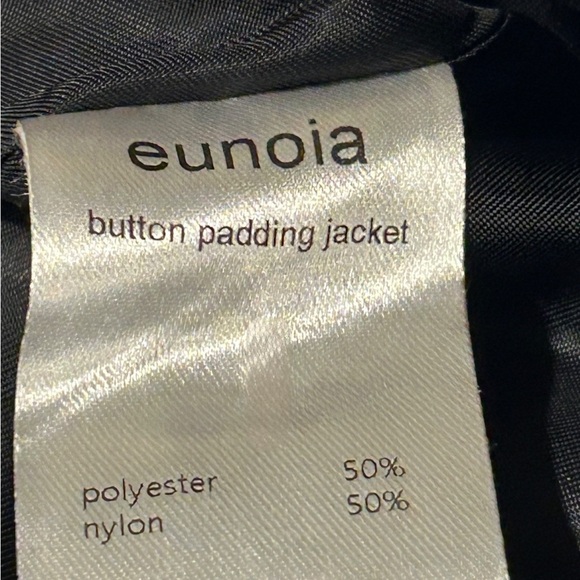 eunoia
button padding jacket
polyester 50%
nylon 50%